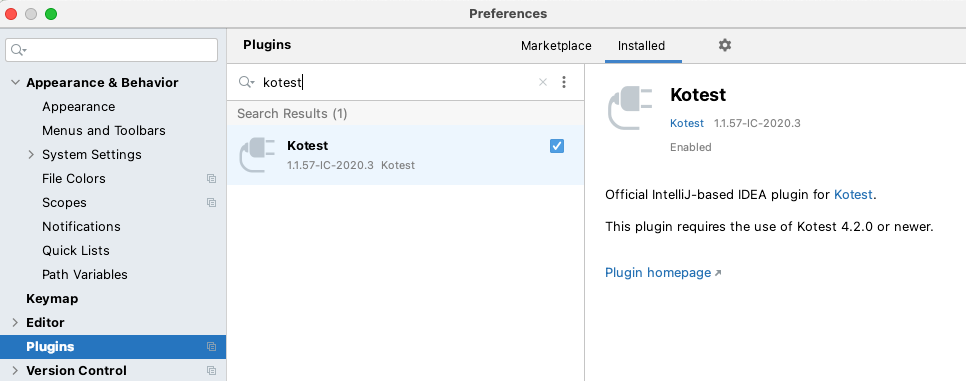 Preferences
Plugins
Marketplace
Installed
Appearance & Behavior
Appearance
Menus and Toolbars
System Settings
File Colors
Scopes
Notifications
Quick Lists
Path Variables
Keymap
Editor
Plugins
Version Control
kotest
Search Results (1)
Kotest
1.1.57-IC-2020.3 Kotest
Kotest
Kotest 1.1.57-IC-2020.3
Enabled
Official IntelliJ-based IDEA plugin for Kotest.
This plugin requires the use of Kotest 4.2.0 or newer.
Plugin homepage